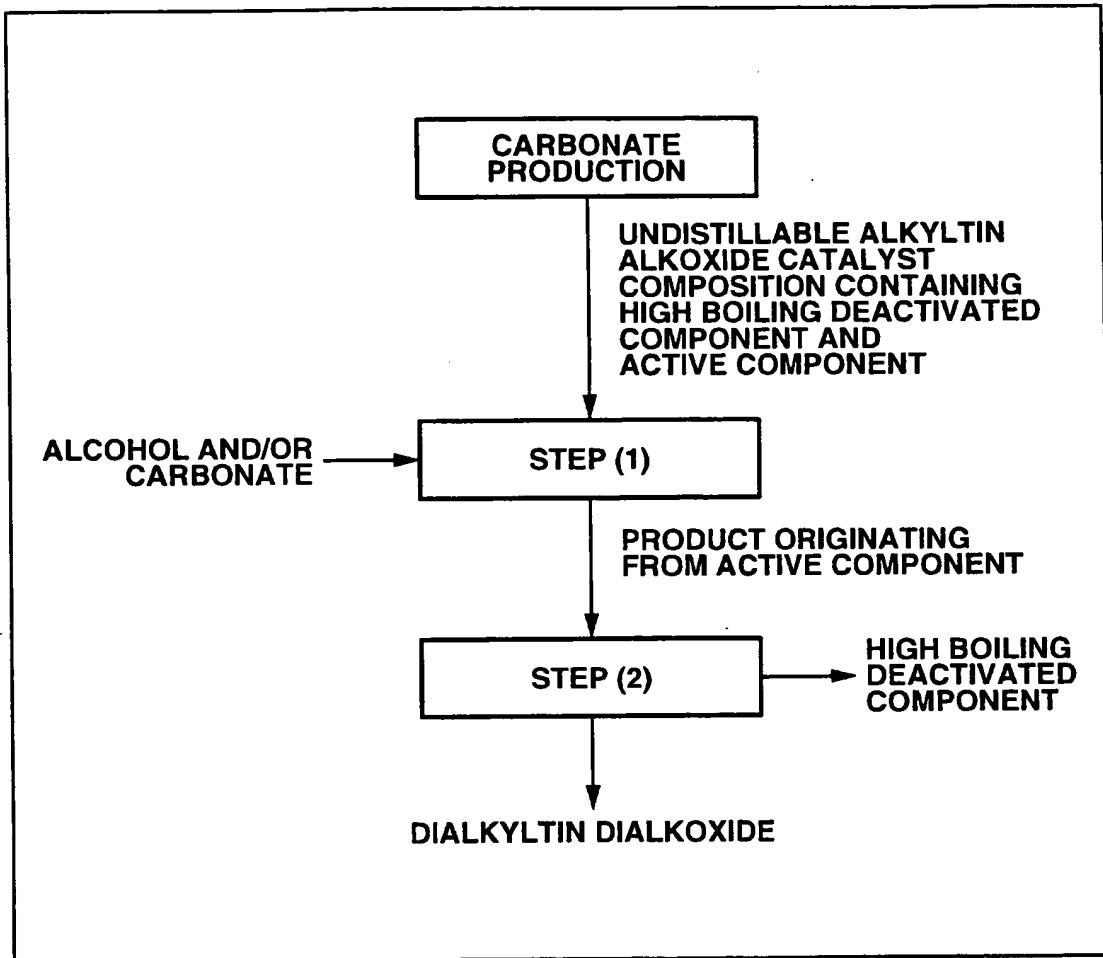 CARBONATE
PRODUCTION
UNDISTILLABLE ALKYLTIN
ALKOXIDE CATALYST
COMPOSITION CONTAINING
HIGH BOILING DEACTIVATED
COMPONENT AND
ACTIVE COMPONENT
ALCOHOL AND/OR
CARBONATE
STEP (1)
PRODUCT ORIGINATING
FROM ACTIVE COMPONENT
STEP (2)
HIGH BOILING
DEACTIVATED
COMPONENT
DIALKYLTIN DIALKOXIDE